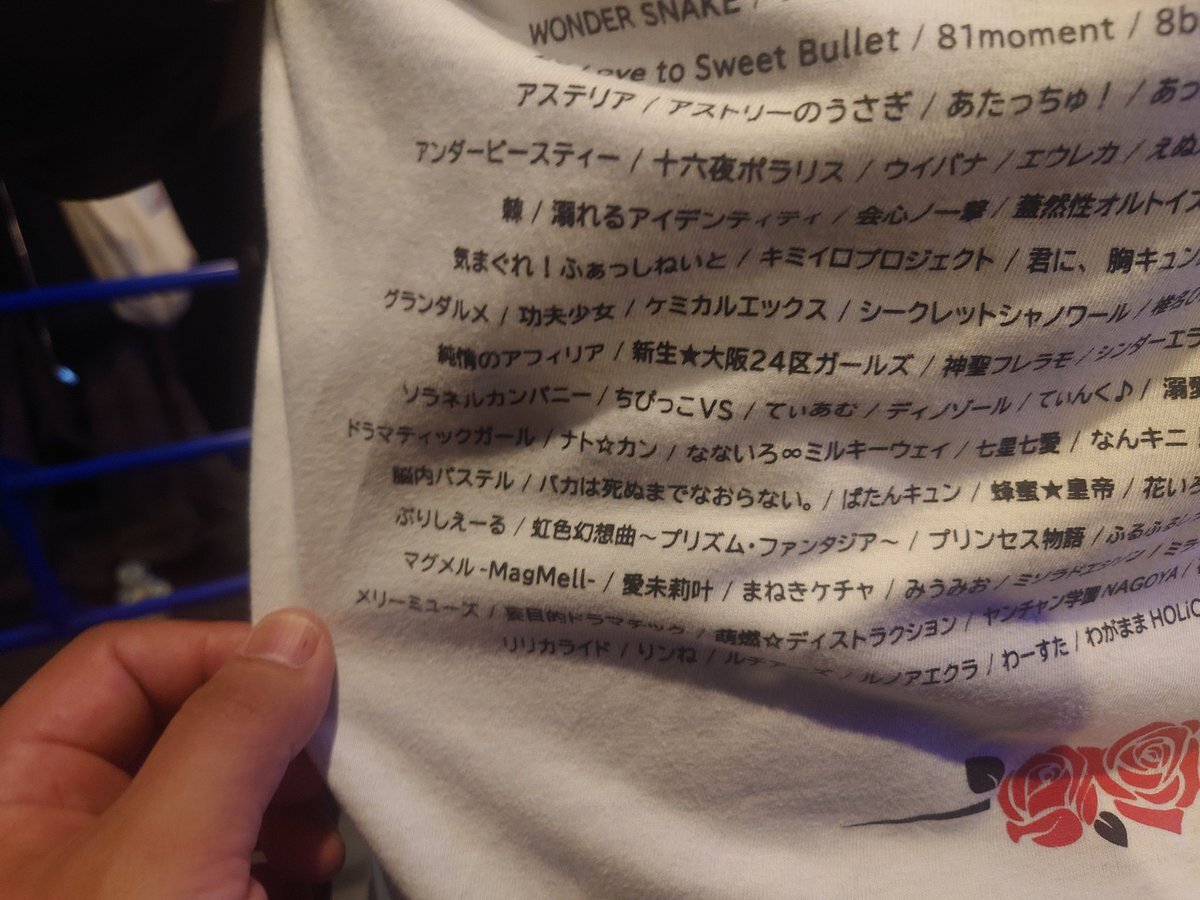 WONDER SNAKE /
to Sweet Bullet / 81moment / 8b
アステリア / アストリーのうさぎ / あたっちゅ! / あっ
アンダービースティー / 十六夜ポラリス / ウイバナ / エウレカ / えぬ
棘 / 溺れるアイデンティティ / 会心ノ一撃 / 蓋然性オルトイズ
気まぐれ!ふぁっしねいと / キミイロプロジェクト / 君に、胸キュン
グランダルメ / 功夫少女 / ケミカルエックス / シークレットシャノワール / 椎名ひ
純情のアフィリア / 新生★大阪24区ガールズ / 神聖フレラモ / シンダーエラ
ソラネルカンパニー / ちぴっこVS / てぃあむ / ディノゾール / てぃんく♪ / 溺愛
ドラマティックガール / ナト☆カン / なないろ∞ミルキーウェイ / 七星七愛 / なんキニ
脳内パステル / バカは死ぬまでなおらない。 / ぱたんキュン / 蜂蜜★皇帝 / 花いろ
ぷりしえーる / 虹色幻想曲〜プリズム・ファンタジア〜 / プリンセス物語 / ふるふる
マグメル -MagMell- / 愛未莉叶 / まねきケチャ / みうみお / ミソラドエジソン / ミラ
メリーミューズ / 盲目的ドラマチック / 萌燃☆ディストラクション / ヤンチャン学園 NAGOYA /
リリカライド / りンね / ルノアエクラ / わーすた / わがまま HOLiC